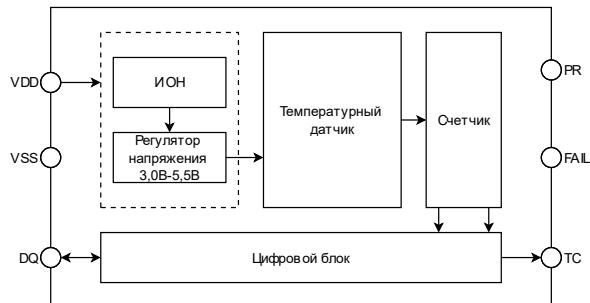 VDD
VSS
DQ
ИОН
Регулятор
напряжения
3,0В-5,5В
Температурный
датчик
Счетчик
Цифровой блок
PR
FAIL
TC